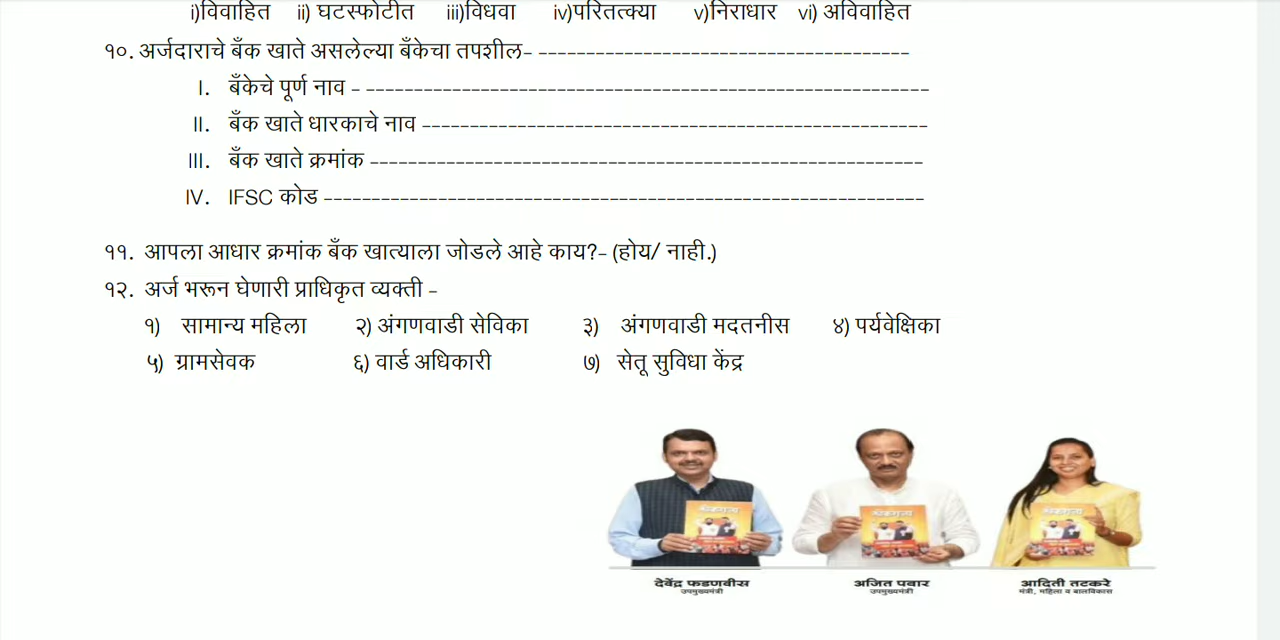 i)विवाहित ii) घटस्फोटीत iii)विधवा iv)परितत्क्या v)निराधार vi) अविवाहित
१०. अर्जदाराचे बँक खाते असलेल्या बँकेचा तपशील- ---------------------------------------
I. बँकेचे पूर्ण नाव - -----------------------------------------------------------
II. बँक खाते धारकाचे नाव -----------------------------------------------------
III. बँक खाते क्रमांक ----------------------------------------------------------
IV. IFSC कोड ---------------------------------------------------------------
११. आपला आधार क्रमांक बँक खात्याला जोडले आहे काय?- (होय/ नाही.)
१२. अर्ज भरून घेणारी प्राधिकृत व्यक्ती -
१) सामान्य महिला २) अंगणवाडी सेविका ३) अंगणवाडी मदतनीस ४) पर्यवेक्षिका
५) ग्रामसेवक ६) वार्ड अधिकारी ७) सेतू सुविधा केंद्र
देवेंद्र फडणवीस अजित पवार आदिती तटकरे
उपमुख्यमंत्री उपमुख्यमंत्री मंत्री, महिला व बालविकास